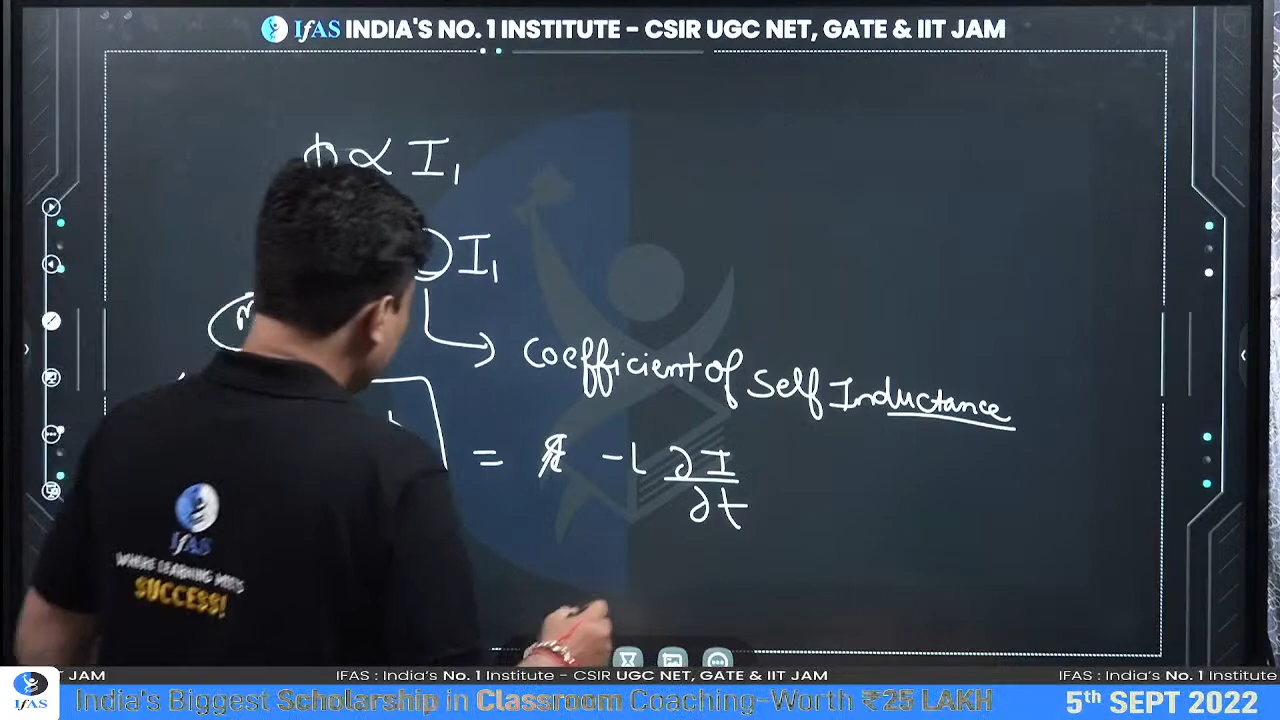 IFAS INDIA'S NO. 1 INSTITUTE - CSIR UGC NET, GATE & IIT JAM
ϕ ∝ I₁
I₁
Coefficient of Self Inductance
= -L ∂I/∂t
IFAS
WHERE LEARNING MEETS
SUCCESS!
T JAM IFAS : India's No. 1 Institute - CSIR UGC NET, GATE & IIT JAM IFAS : India's No. 1 Institute
IFAS India's Biggest Scholarship in Classroom Coaching-Worth ₹25 LAKH 5th SEPT 2022